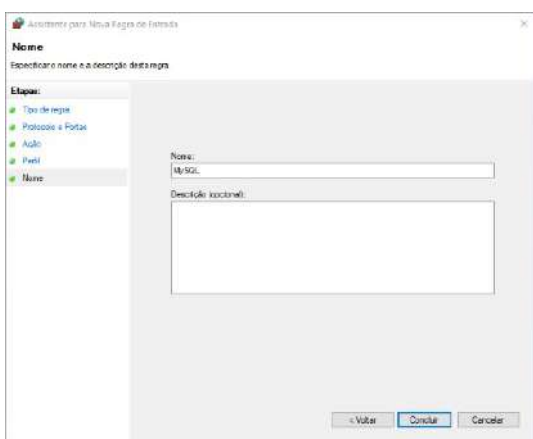 Assistente para Nova Regra de Entrada
Nome
Especificar o nome e a descrição desta regra.
Etapas:
Tipo de regra
Protocolo e Portas
Ação
Perfil
Nome
Nome:
MySQL
Descrição (opcional):
< Voltar
Concluir
Cancelar